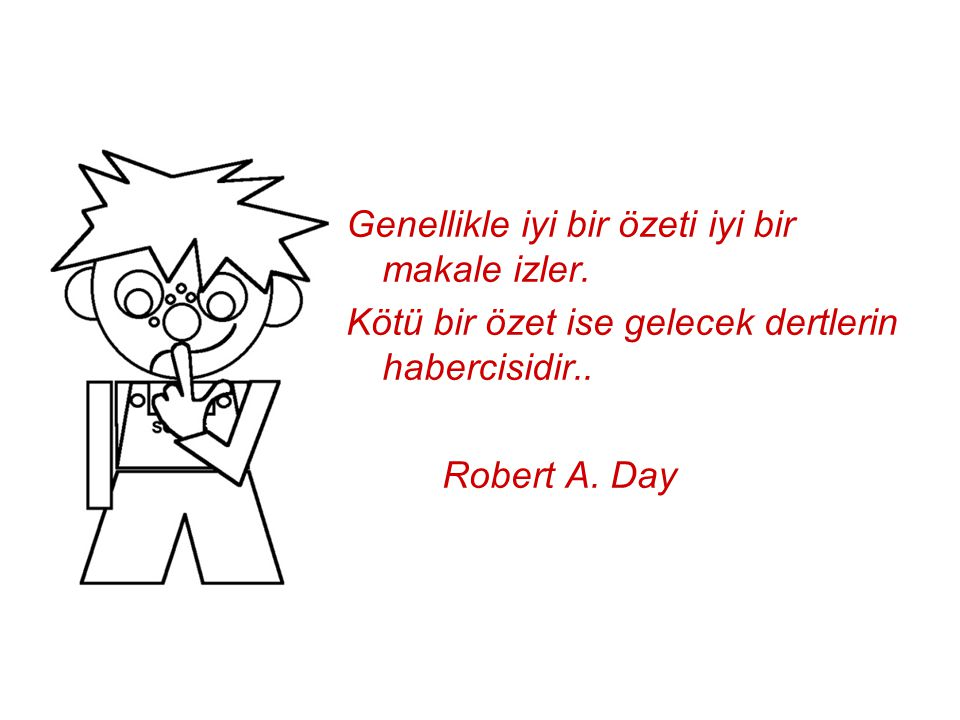 Genellikle iyi bir özeti iyi bir
makale izler.
Kötü bir özet ise gelecek dertlerin
habercisidir..
Robert A. Day